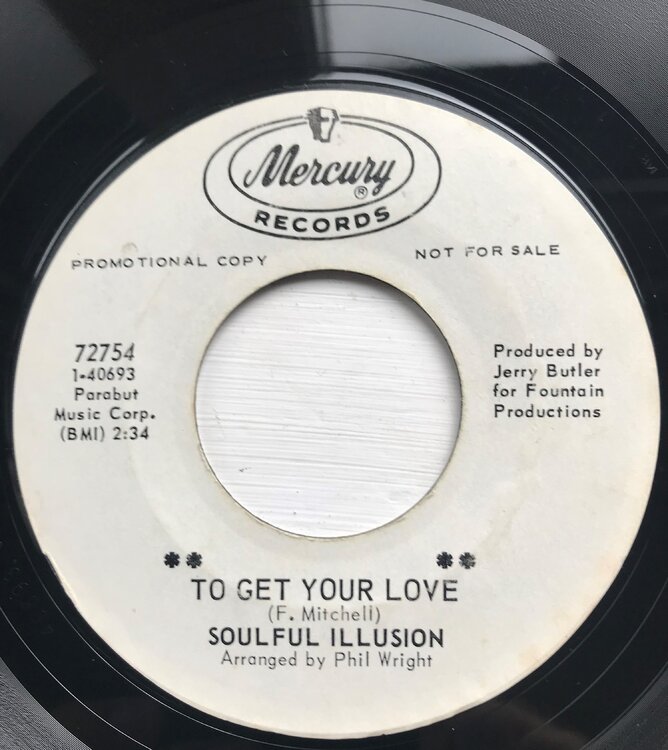 Mercury
®
RECORDS
PROMOTIONAL COPY
NOT FOR SALE
72754
1-40693
Parabut
Music Corp.
(BMI) 2:34
Produced by
Jerry Butler
for Fountain
Productions
** **
TO GET YOUR LOVE
(F. Mitchell)
SOULFUL ILLUSION
Arranged by Phil Wright